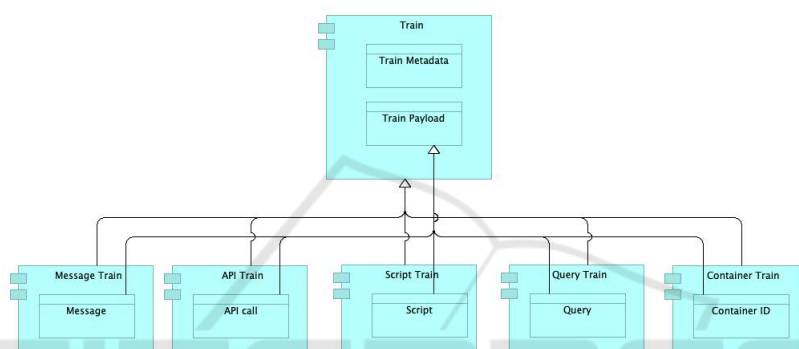 Train
Train Metadata
Train Payload
Message Train
API Train
Script Train
Query Train
Container Train
Message
API call
Script
Query
Container ID